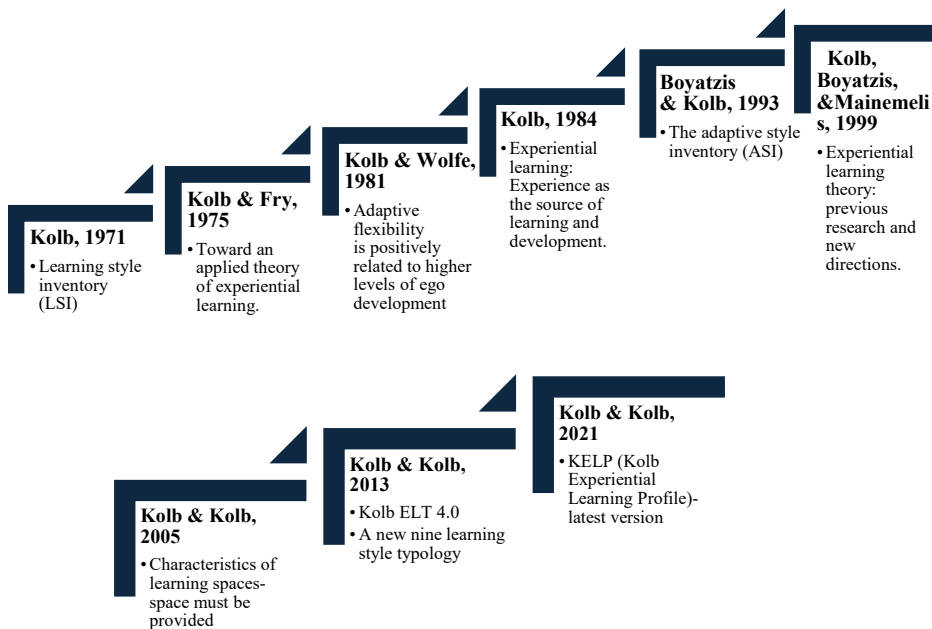 Kolb, 1971
• Learning style
inventory
(LSI)
Kolb & Fry,
1975
• Toward an
applied theory
of experiential
learning.
Kolb & Wolfe,
1981
• Adaptive
flexibility
is positively
related to higher
levels of ego
development
Kolb, 1984
• Experiential
learning:
Experience as
the source of
learning and
development.
Boyatzis
& Kolb, 1993
• The adaptive style
inventory (ASI)
Kolb,
Boyatzis,
&Mainemeli
s, 1999
• Experiential
learning
theory:
previous
research and
new
directions.
Kolb & Kolb,
2005
• Characteristics of
learning spaces-
space must be
provided
Kolb & Kolb,
2013
• Kolb ELT 4.0
• A new nine learning
style typology
Kolb & Kolb,
2021
• KELP (Kolb
Experiential
Learning Profile)-
latest version